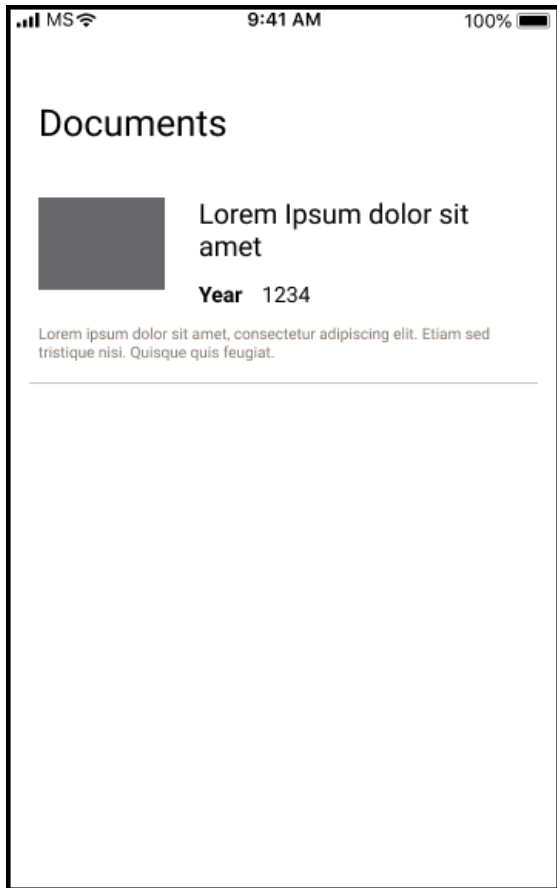 MS 9:41 AM 100%
Documents
Lorem Ipsum dolor sit
amet
Year 1234
Lorem ipsum dolor sit amet, consectetur adipiscing elit. Etiam sed
tristique nisi. Quisque quis feugiat.